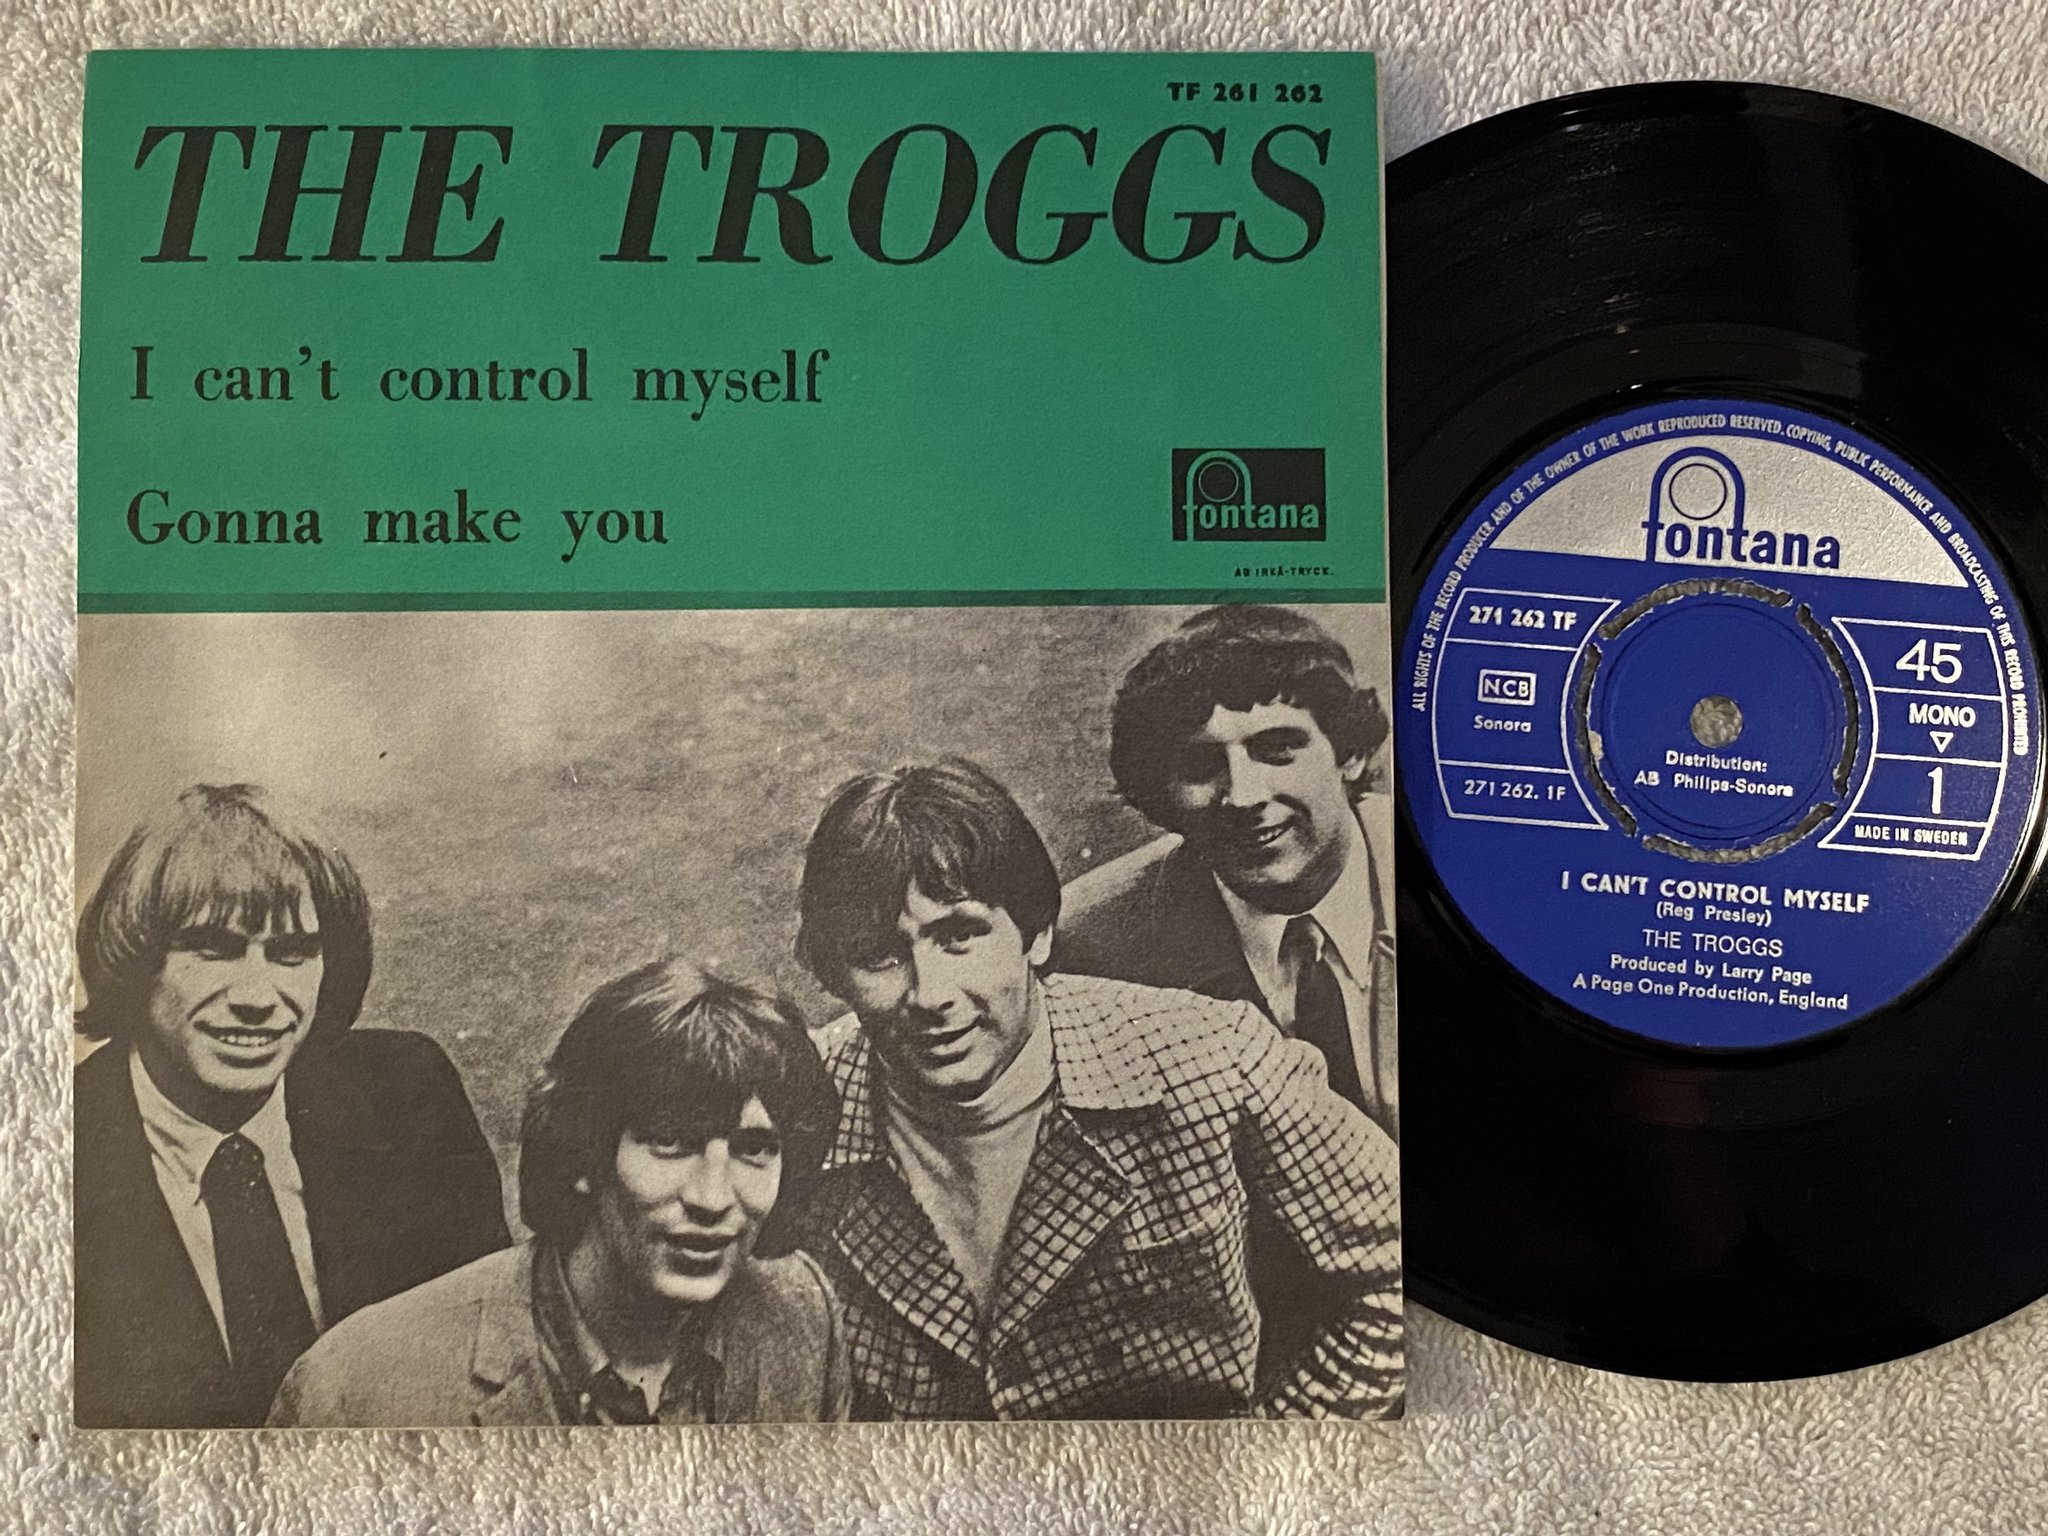 TF 261 262
THE TROGGS
I can't control myself
Gonna make you
fontana
AB IRKÅ-TRYCK.
ALL RIGHTS OF THE RECORD PRODUCER AND OF THE OWNER OF THE WORK REPRODUCED RESERVED. COPYING, PUBLIC PERFORMANCE AND BROADCASTING OF THIS RECORD PROHIBITED
fontana
271 262 TF
NCB
Sonora
271 262. 1F
45
MONO
1
MADE IN SWEDEN
Distribution:
AB Philips-Sonora
I CAN'T CONTROL MYSELF
(Reg Presley)
THE TROGGS
Produced by Larry Page
A Page One Production, England